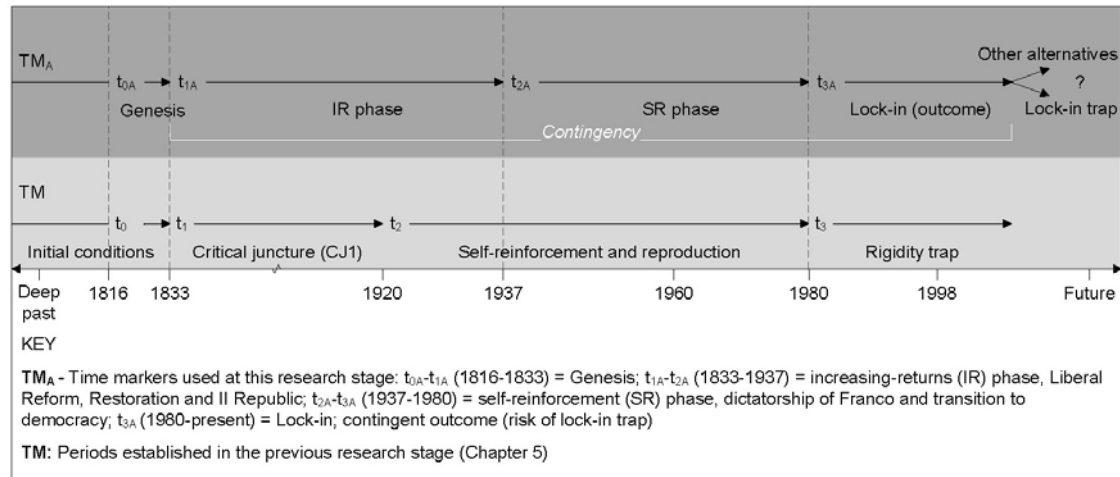 TMA
t0A t1A t2A t3A Other alternatives
?
Genesis IR phase SR phase Lock-in (outcome) Lock-in trap
Contingency
TM
t0 t1 t2 t3
Initial conditions Critical juncture (CJ1) Self-reinforcement and reproduction Rigidity trap
Deep past 1816 1833 1920 1937 1960 1980 1998 Future
KEY
TMA - Time markers used at this research stage: t0A-t1A (1816-1833) = Genesis; t1A-t2A (1833-1937) = increasing-returns (IR) phase, Liberal
Reform, Restoration and II Republic; t2A-t3A (1937-1980) = self-reinforcement (SR) phase, dictatorship of Franco and transition to
democracy; t3A (1980-present) = Lock-in; contingent outcome (risk of lock-in trap)
TM: Periods established in the previous research stage (Chapter 5)